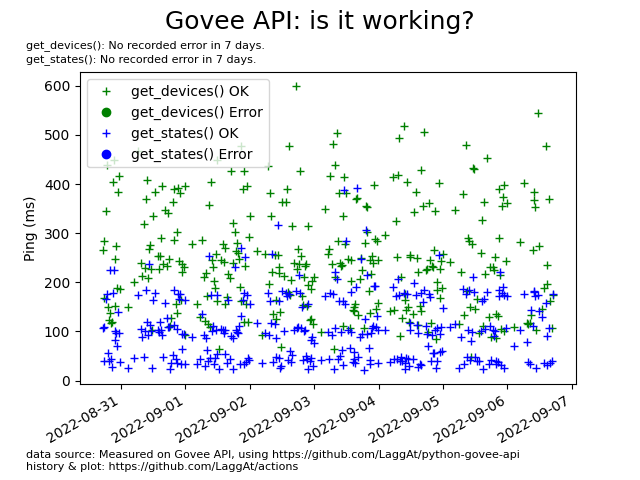 Govee API: is it working?
get_devices(): No recorded error in 7 days.
get_states(): No recorded error in 7 days.
600
500
400
300
200
100
0
Ping (ms)
get_devices() OK
get_devices() Error
get_states() OK
get_states() Error
2022-08-31
2022-09-01
2022-09-02
2022-09-03
2022-09-04
2022-09-05
2022-09-06
2022-09-07
data source: Measured on Govee API, using https://github.com/LaggAt/python-govee-api
history & plot: https://github.com/LaggAt/actions